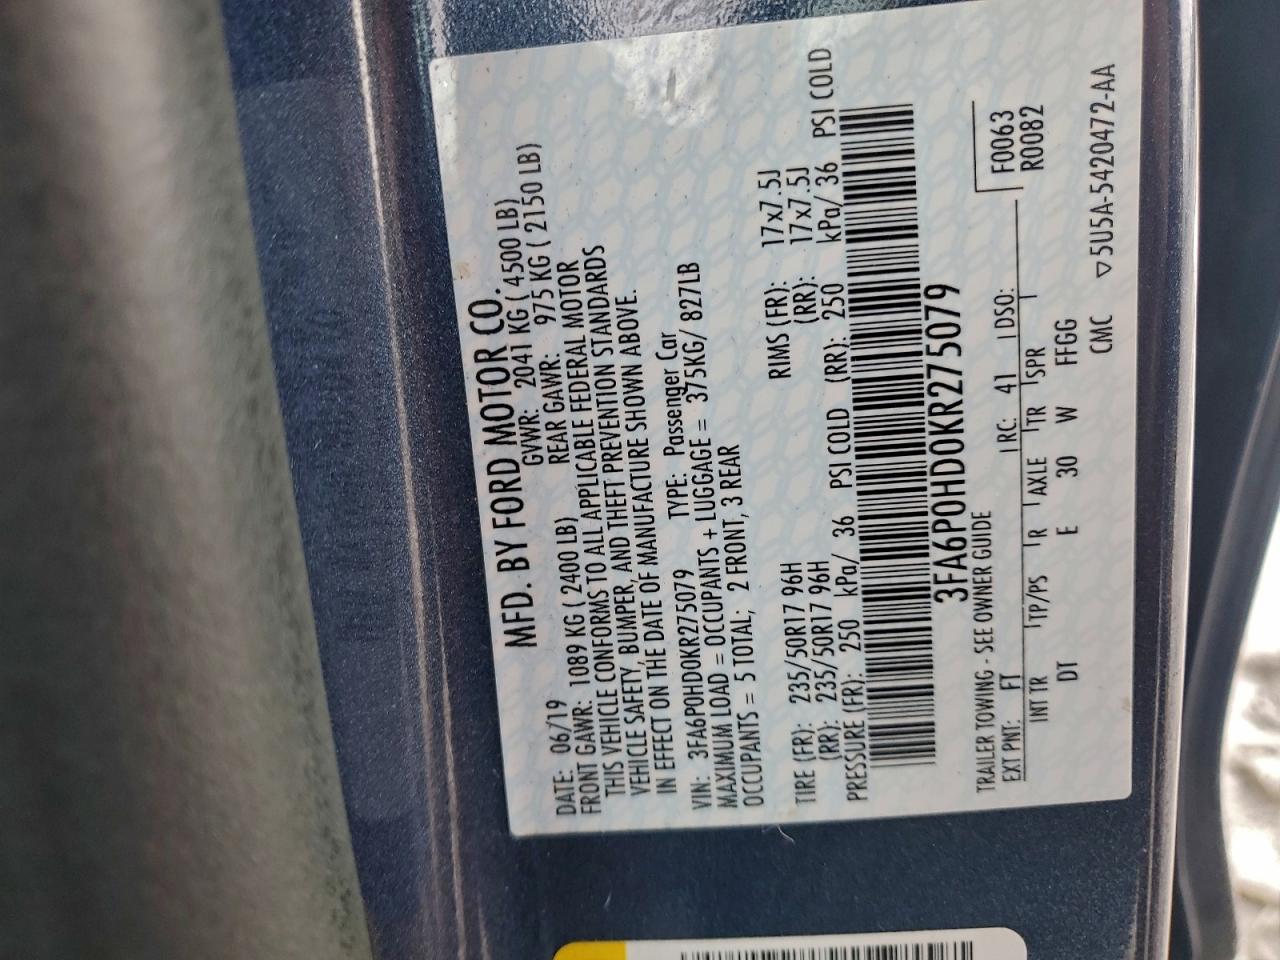 MFD. BY FORD MOTOR CO.
DATE: 06/19 GVWR: 2041 KG ( 4500 LB)
FRONT GAWR: 1089 KG ( 2400 LB) REAR GAWR: 975 KG ( 2150 LB)
THIS VEHICLE CONFORMS TO ALL APPLICABLE FEDERAL MOTOR
VEHICLE SAFETY, BUMPER, AND THEFT PREVENTION STANDARDS
IN EFFECT ON THE DATE OF MANUFACTURE SHOWN ABOVE.
VIN: 3FA6P0HD0KR275079 TYPE: Passenger Car
MAXIMUM LOAD = OCCUPANTS + LUGGAGE = 375KG/ 827LB
OCCUPANTS = 5 TOTAL; 2 FRONT, 3 REAR
TIRE (FR): 235/50R17 96H RIMS (FR): 17x7.5J
(RR): 235/50R17 96H (RR): 17x7.5J
PRESSURE (FR): 250 kPa/ 36 PSI COLD (RR): 250 kPa/ 36 PSI COLD
3FA6P0HD0KR275079
TRAILER TOWING - SEE OWNER GUIDE F0063
EXT PNT: FT RC: 41 DSO: R0082
INT TR TP/PS R AXLE TR SPR
DT E 30 W FFGG
CMC ▽5U5A-5420472-AA